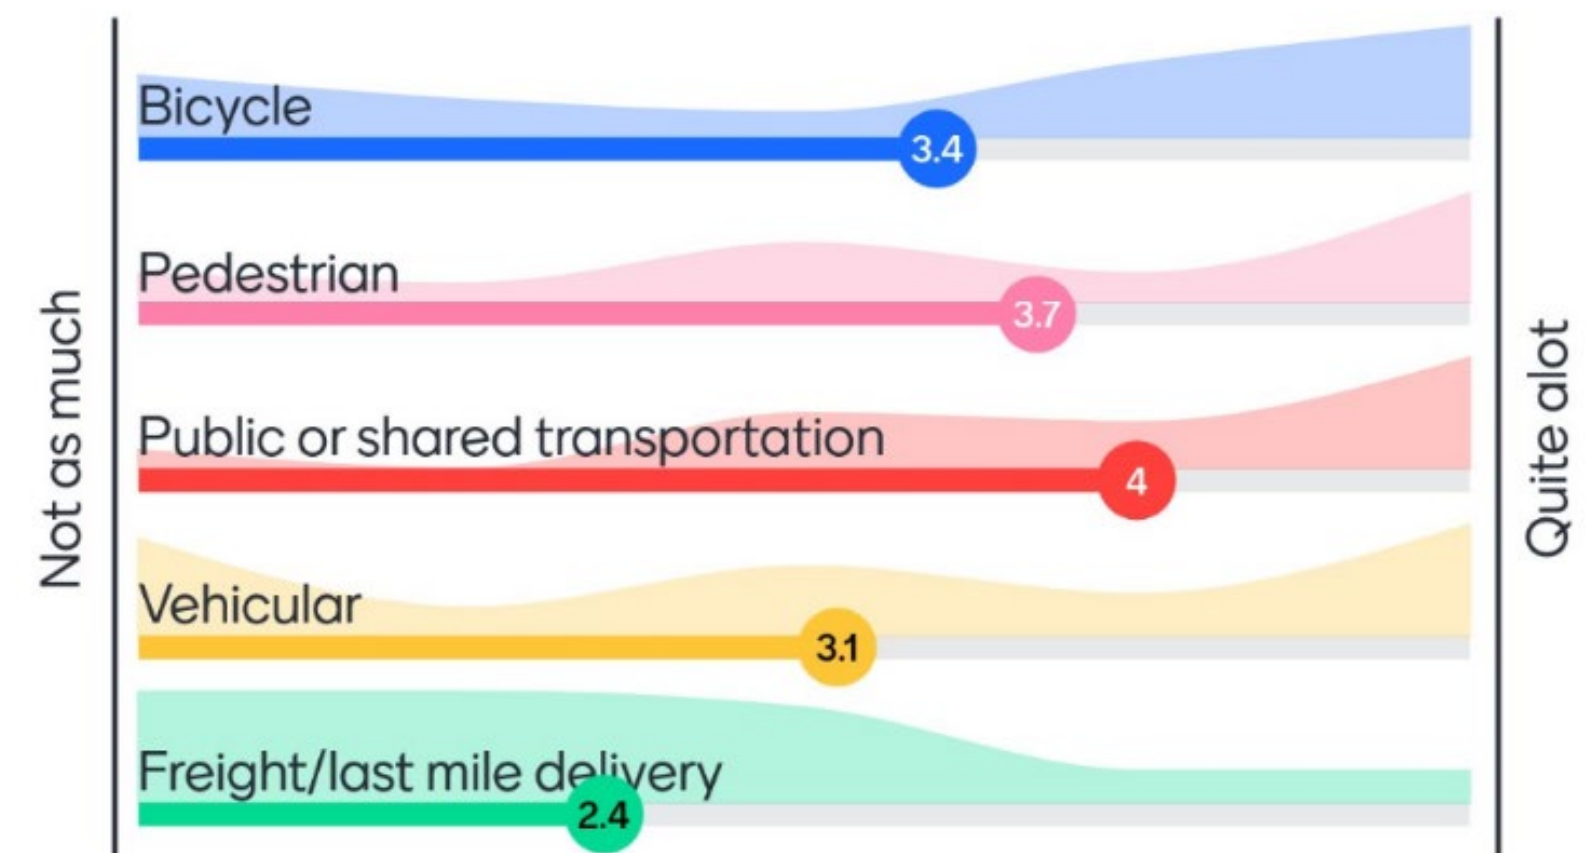 Not as much
Bicycle
3.4
Pedestrian
3.7
Public or shared transportation
4
Vehicular
3.1
Freight/last mile delivery
2.4
Quite alot